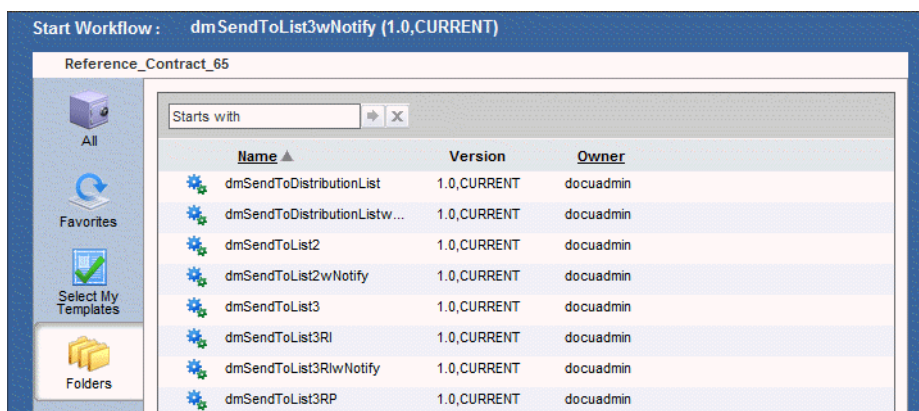 Start Workflow : dmSendToList3wNotify (1.0,CURRENT)
Reference_Contract_65
All
Favorites
Select My
Templates
Folders
Starts with
Name Version Owner
dmSendToDistributionList 1.0,CURRENT docuadmin
dmSendToDistributionListw... 1.0,CURRENT docuadmin
dmSendToList2 1.0,CURRENT docuadmin
dmSendToList2wNotify 1.0,CURRENT docuadmin
dmSendToList3 1.0,CURRENT docuadmin
dmSendToList3RI 1.0,CURRENT docuadmin
dmSendToList3RIwNotify 1.0,CURRENT docuadmin
dmSendToList3RP 1.0,CURRENT docuadmin